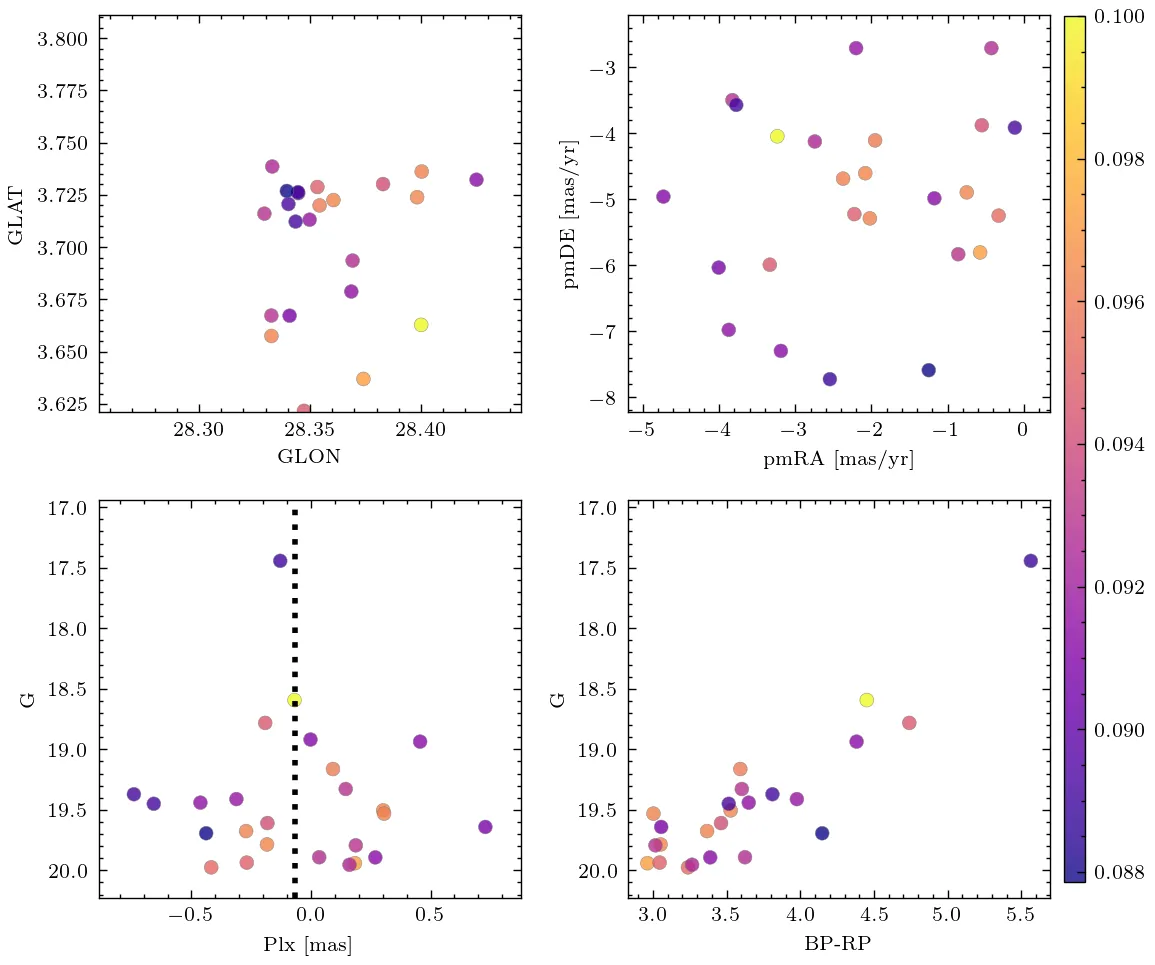 3.800
3.775
3.750
3.725
3.700
3.675
3.650
3.625
GLAT
28.30 28.35 28.40
GLON
−3
−4
−5
−6
−7
−8
pmDE [mas/yr]
−5 −4 −3 −2 −1 0
pmRA [mas/yr]
0.100
0.098
0.096
0.094
0.092
0.090
0.088
17.0
17.5
18.0
18.5
19.0
19.5
20.0
G
−0.5 0.0 0.5
Plx [mas]
17.0
17.5
18.0
18.5
19.0
19.5
20.0
G
3.0 3.5 4.0 4.5 5.0 5.5
BP-RP